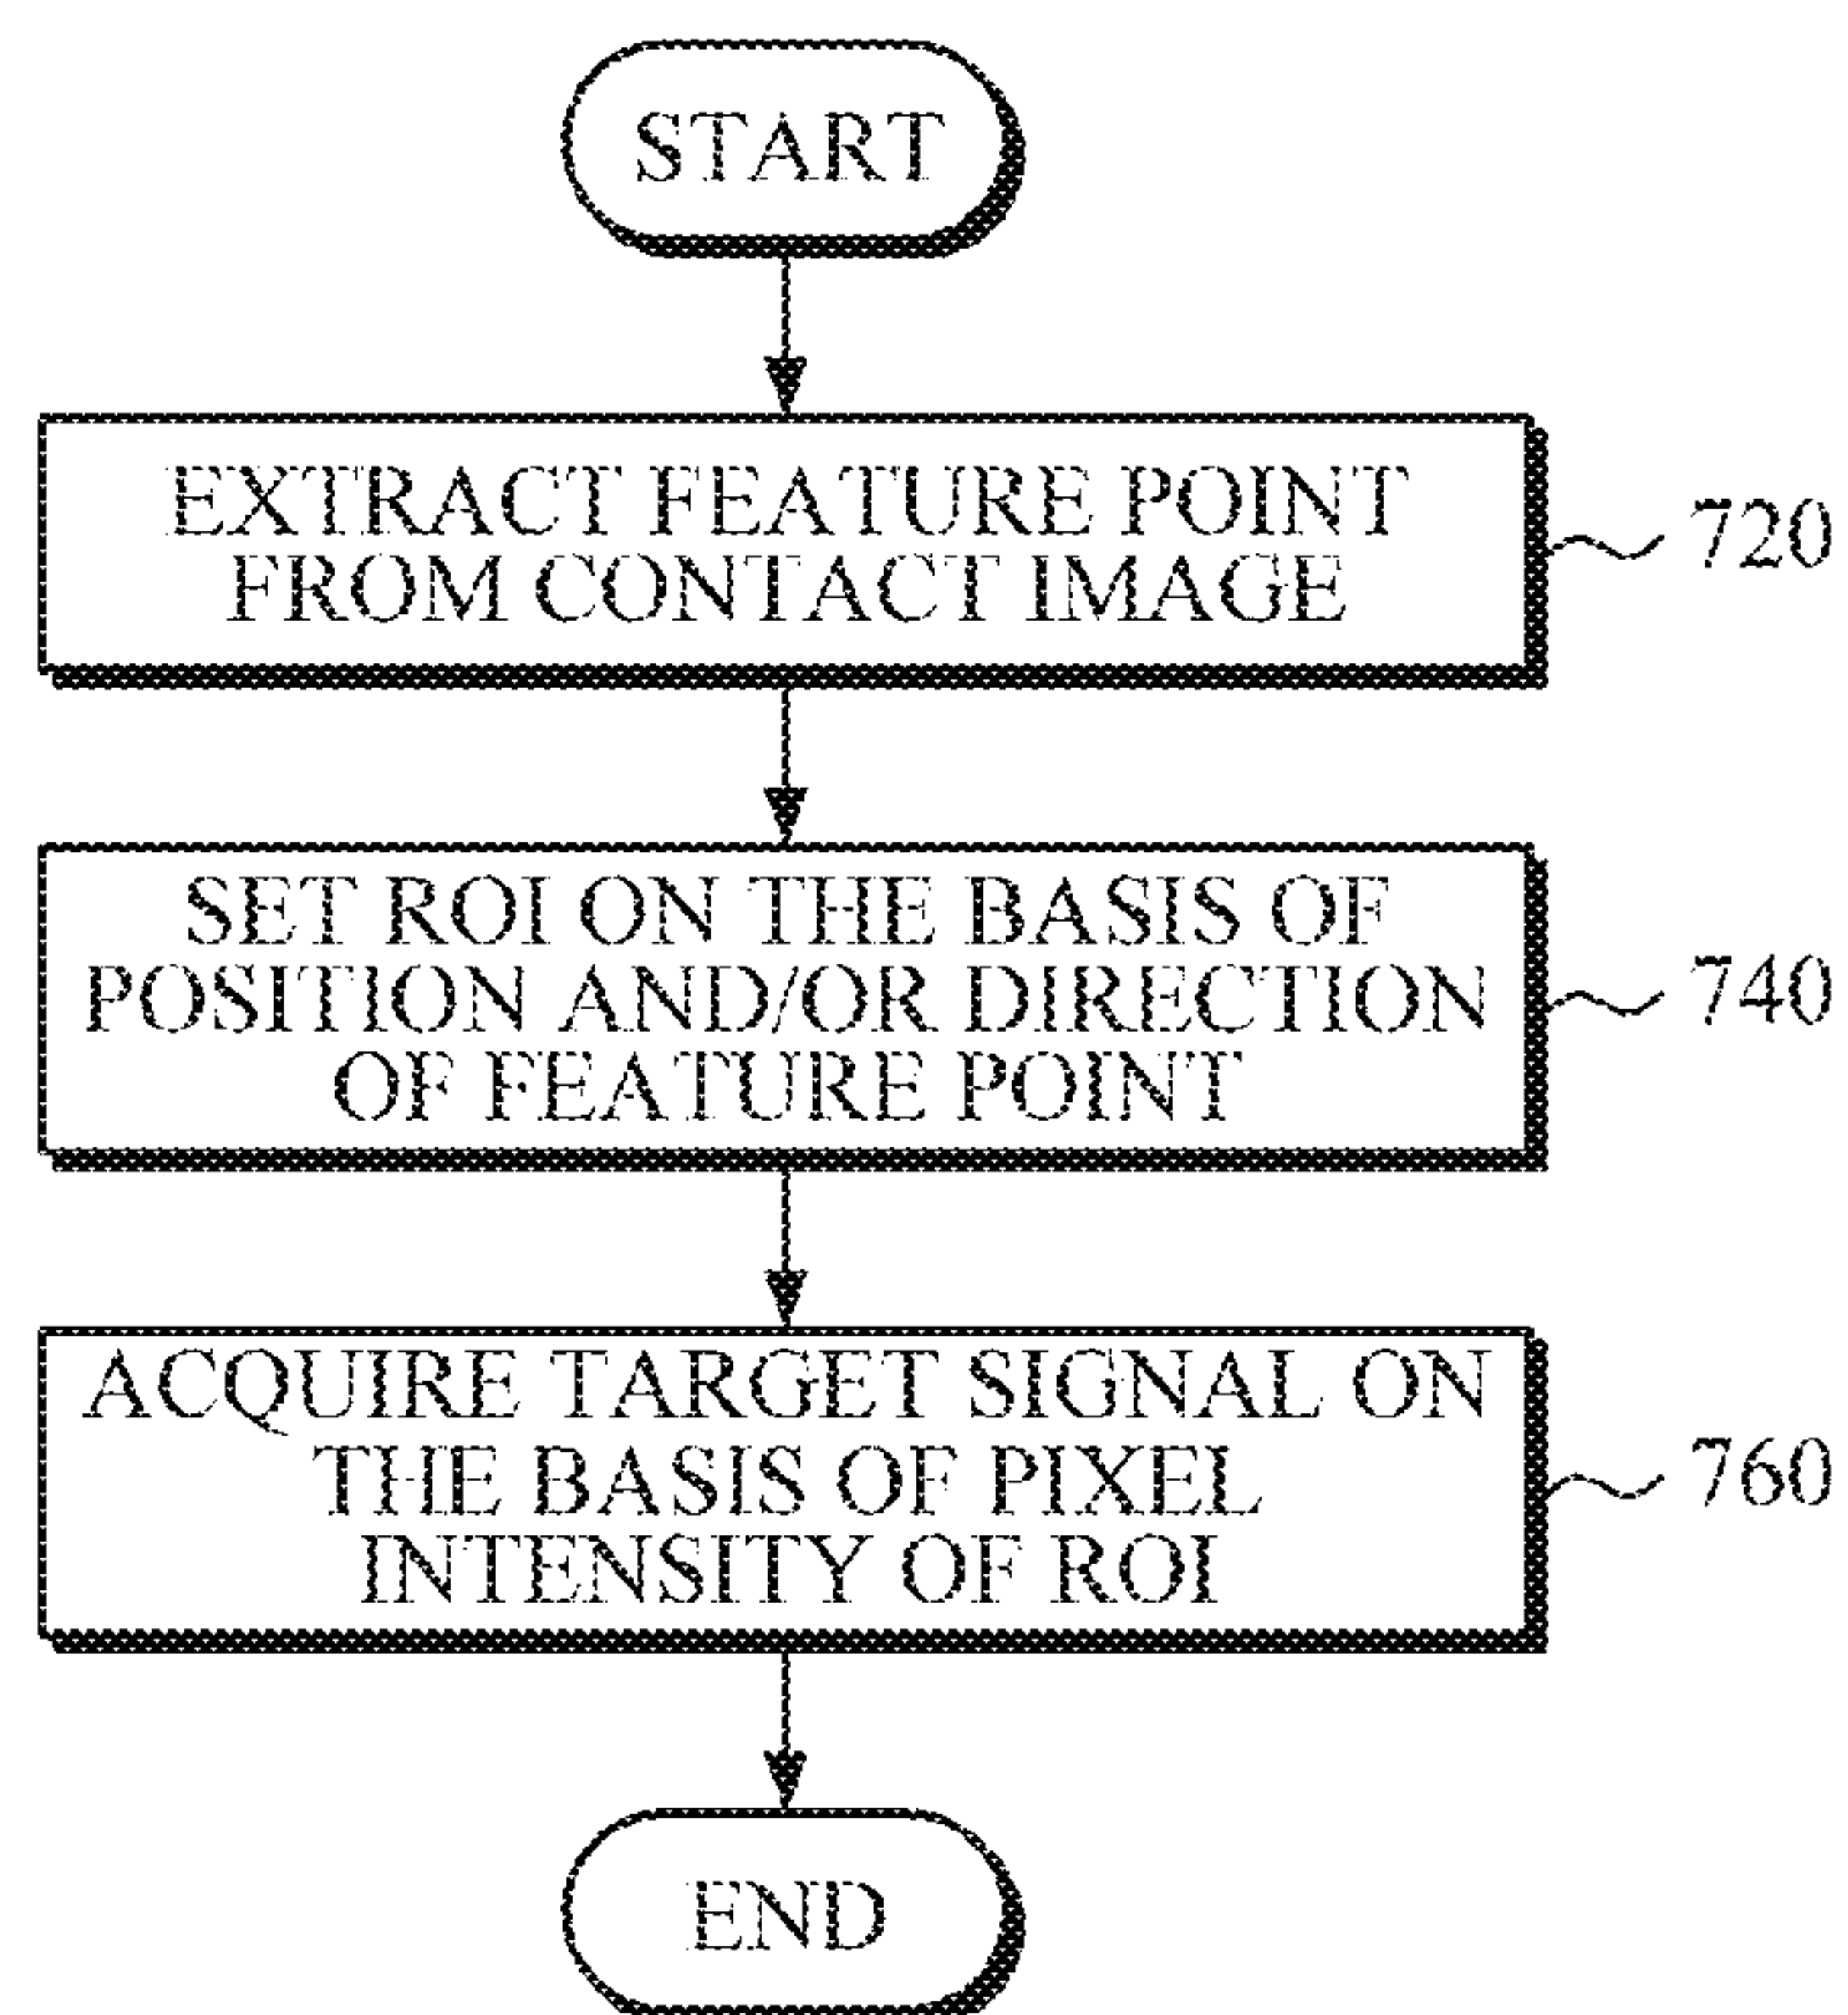 START
EXTRACT FEATURE POINT
FROM CONTACT IMAGE
720
SET ROI ON THE BASIS OF
POSITION AND/OR DIRECTION
OF FEATURE POINT
740
ACQUIRE TARGET SIGNAL ON
THE BASIS OF PIXEL
INTENSITY OF ROI
760
END